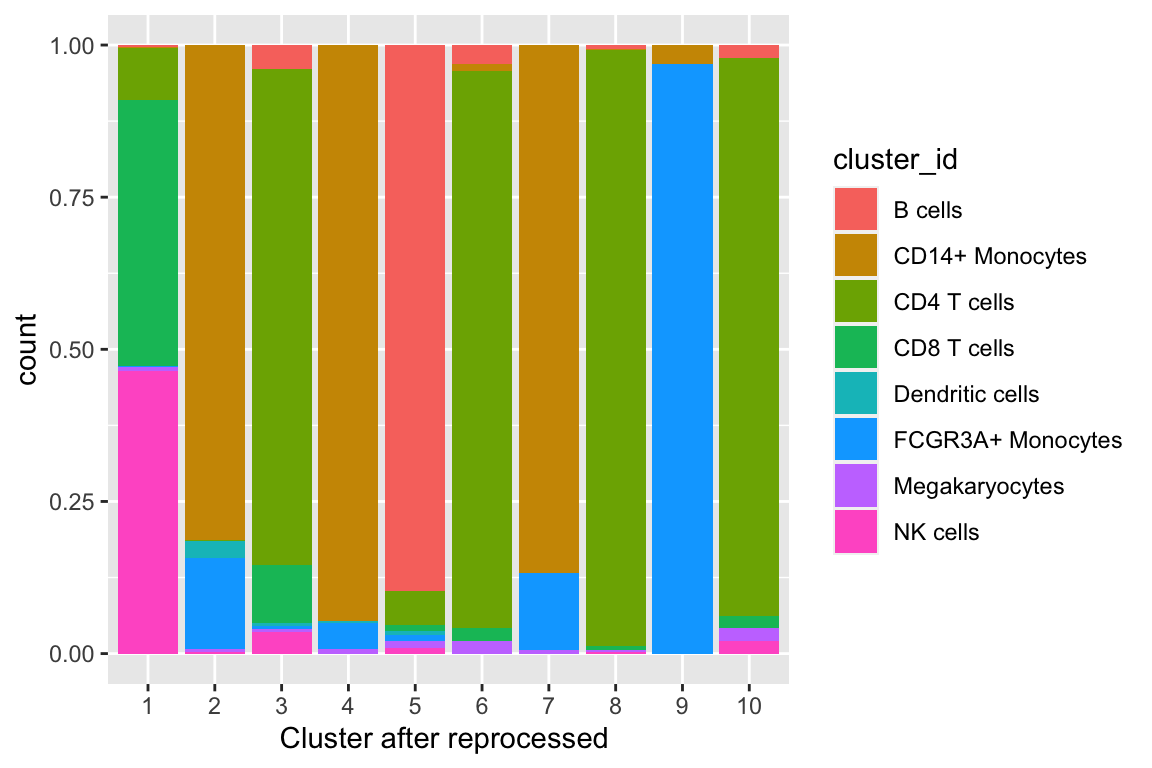 1.00
0.75
0.50
0.25
0.00
count
1 2 3 4 5 6 7 8 9 10
Cluster after reprocessed
cluster_id
B cells
CD14+ Monocytes
CD4 T cells
CD8 T cells
Dendritic cells
FCGR3A+ Monocytes
Megakaryocytes
NK cells